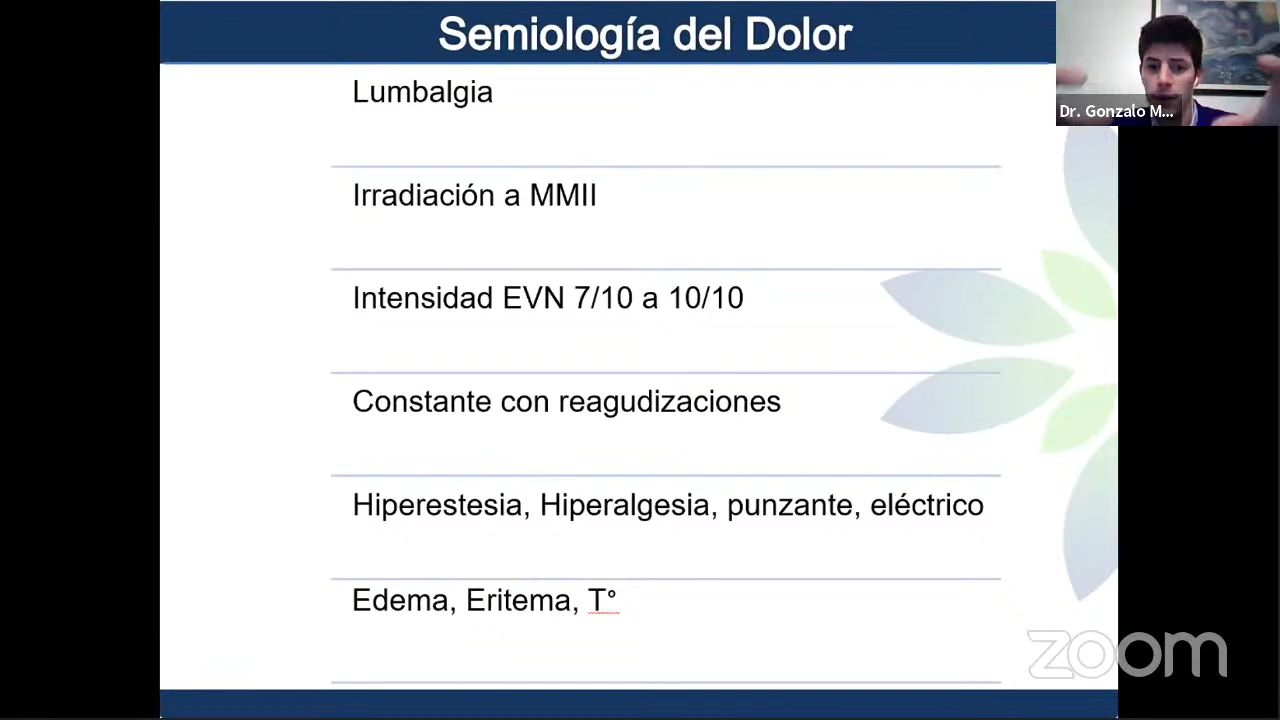 Semiología del Dolor
Dr. Gonzalo M...
Lumbalgia
Irradiación a MMII
Intensidad EVN 7/10 a 10/10
Constante con reagudizaciones
Hiperestesia, Hiperalgesia, punzante, eléctrico
Edema, Eritema, T°
zoom